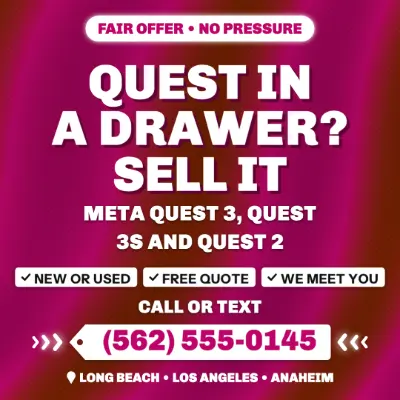 FAIR OFFER • NO PRESSURE
QUEST IN
A DRAWER?
SELL IT
META QUEST 3, QUEST
3S AND QUEST 2
✓ NEW OR USED ✓ FREE QUOTE ✓ WE MEET YOU
CALL OR TEXT
(562) 555-0145
LONG BEACH • LOS ANGELES • ANAHEIM